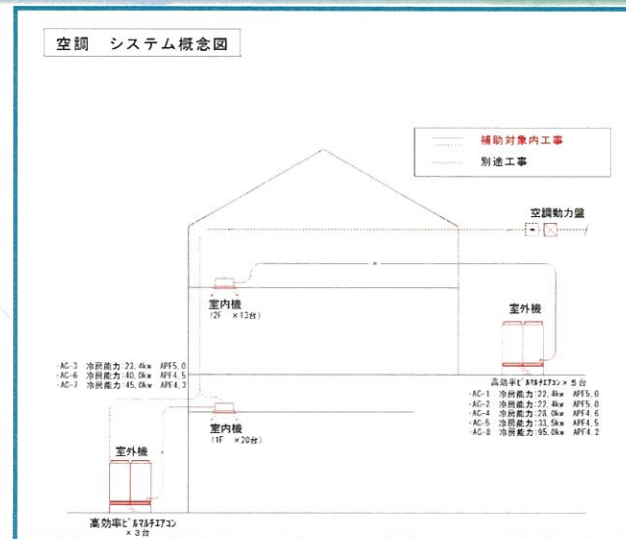 空調 システム概念図
補助対象内工事
別途工事
空調動力盤
室内機
(2F ×13台)
室外機
・AC-3 冷房能力:22.4kw APF5.0
・AC-6 冷房能力:40.0kw APF4.5
・AC-7 冷房能力:45.0kw APF4.3
高効率ビルマルチエアコン×5台
・AC-1 冷房能力:22.4kw APF5.0
・AC-2 冷房能力:22.4kw APF5.0
・AC-4 冷房能力:28.0kw APF4.6
・AC-5 冷房能力:33.5kw APF4.5
・AC-8 冷房能力:95.0kw APF4.2
室内機
(1F ×20台)
室外機
高効率ビルマルチエアコン
×3台